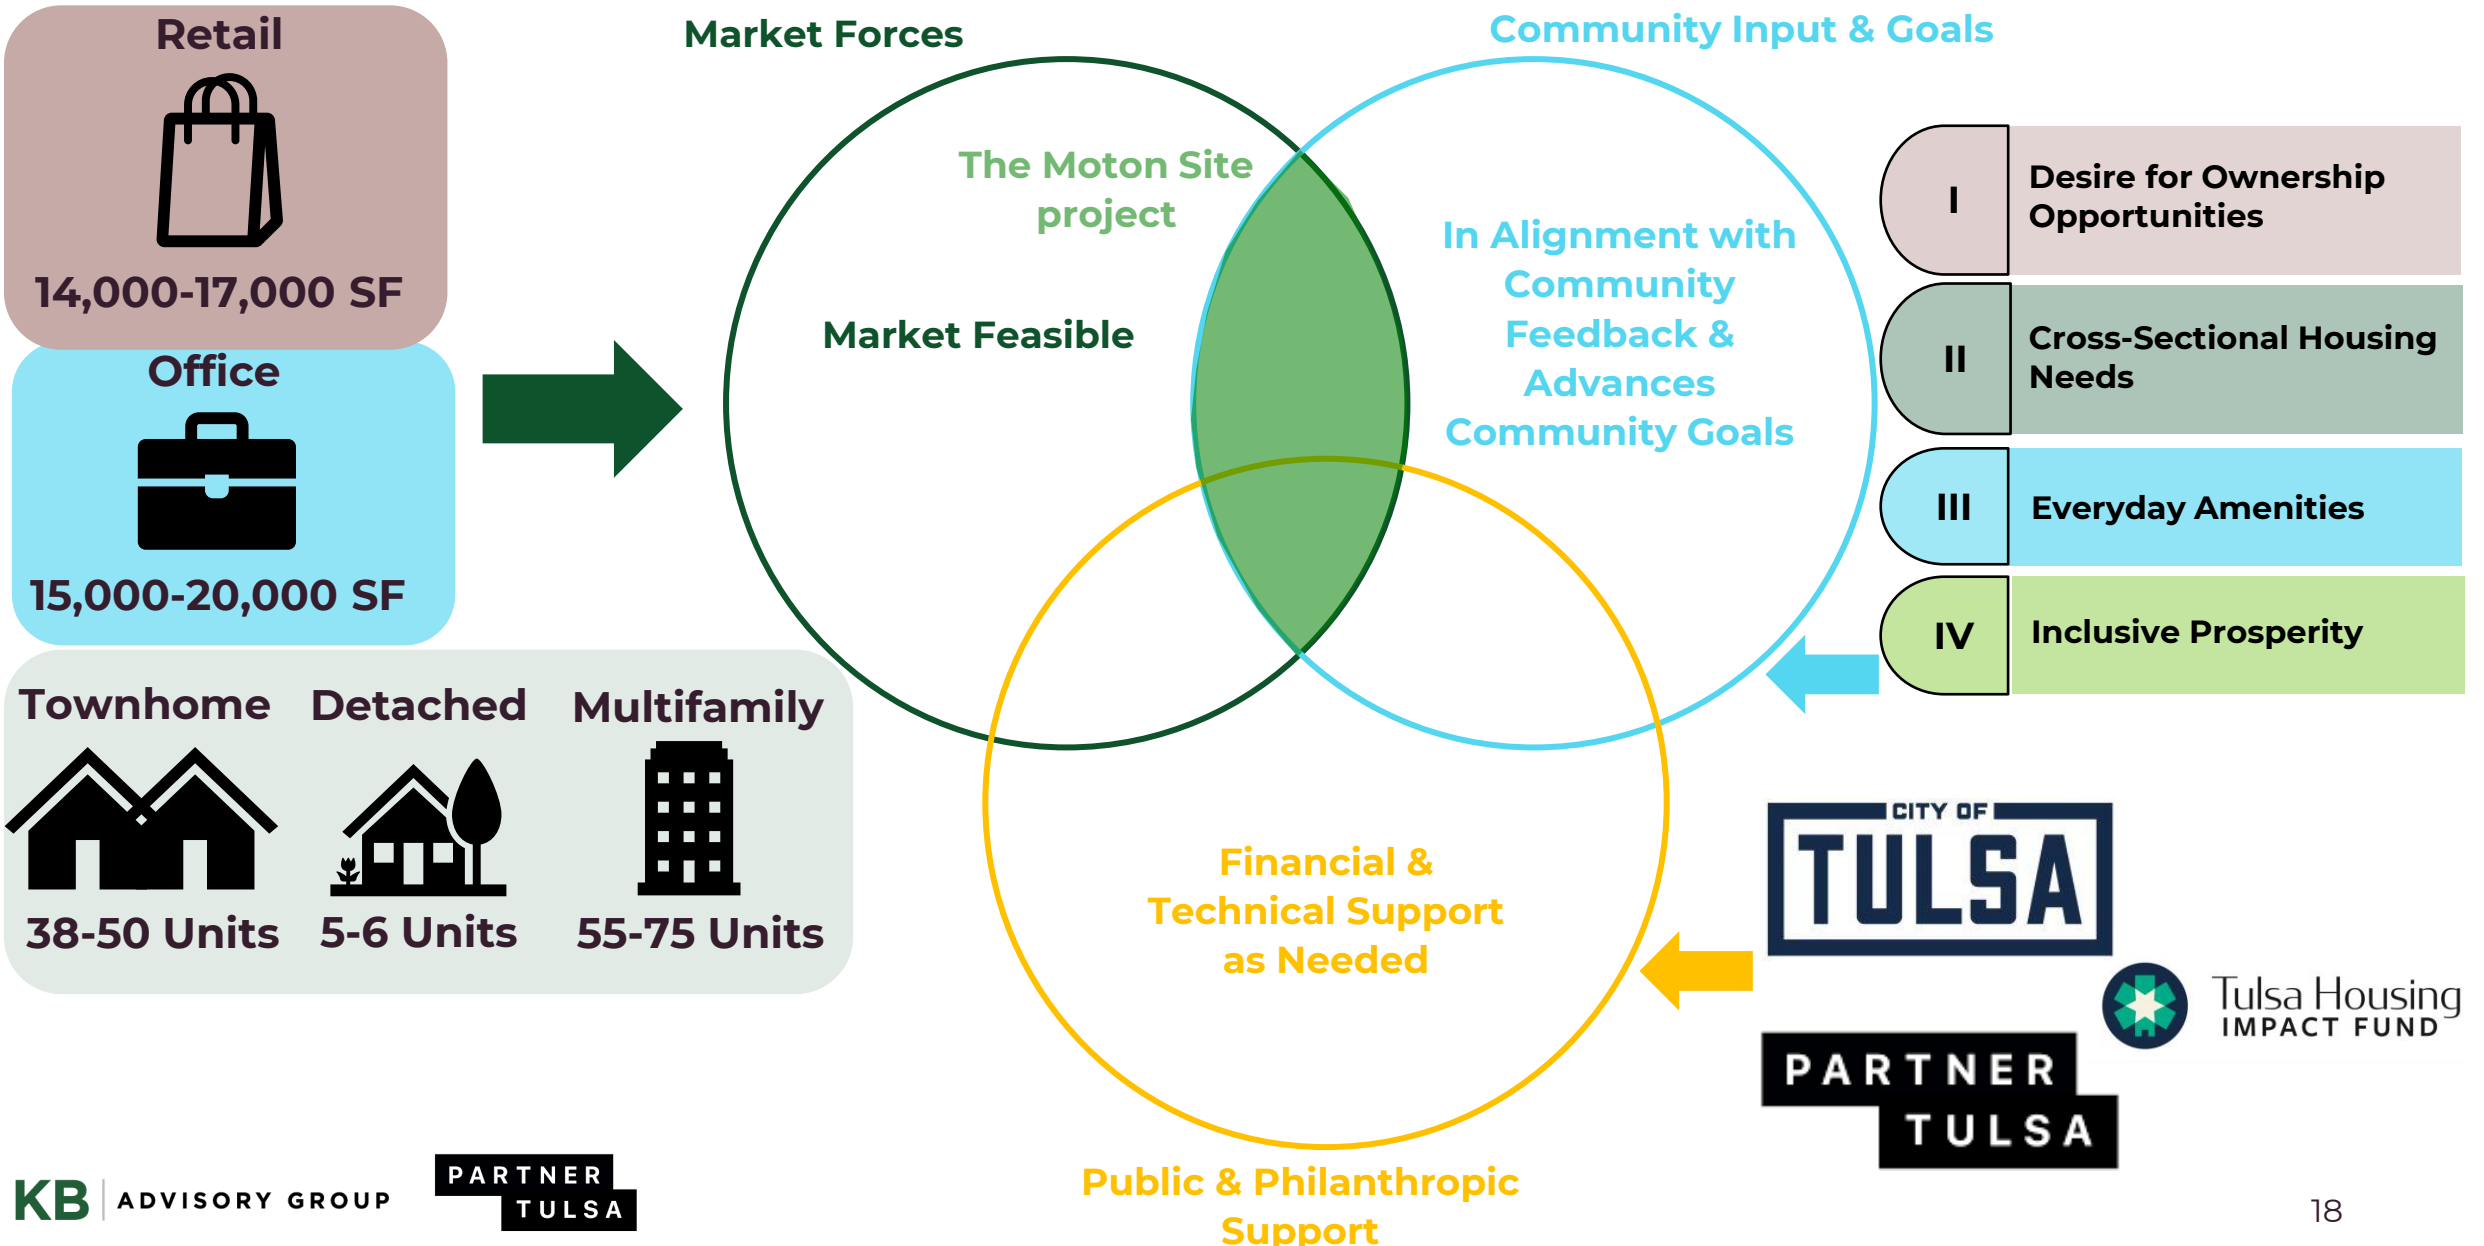 Retail
14,000-17,000 SF
Office
15,000-20,000 SF
Townhome
38-50 Units
Detached
5-6 Units
Multifamily
55-75 Units
Market Forces
The Moton Site
project
Market Feasible
Community Input & Goals
In Alignment with
Community
Feedback &
Advances
Community Goals
I
Desire for Ownership
Opportunities
II
Cross-Sectional Housing
Needs
III
Everyday Amenities
IV
Inclusive Prosperity
Financial &
Technical Support
as Needed
CITY OF
TULSA
Tulsa Housing
IMPACT FUND
PARTNER
TULSA
Public & Philanthropic
Support
KB ADVISORY GROUP
PARTNER
TULSA
18